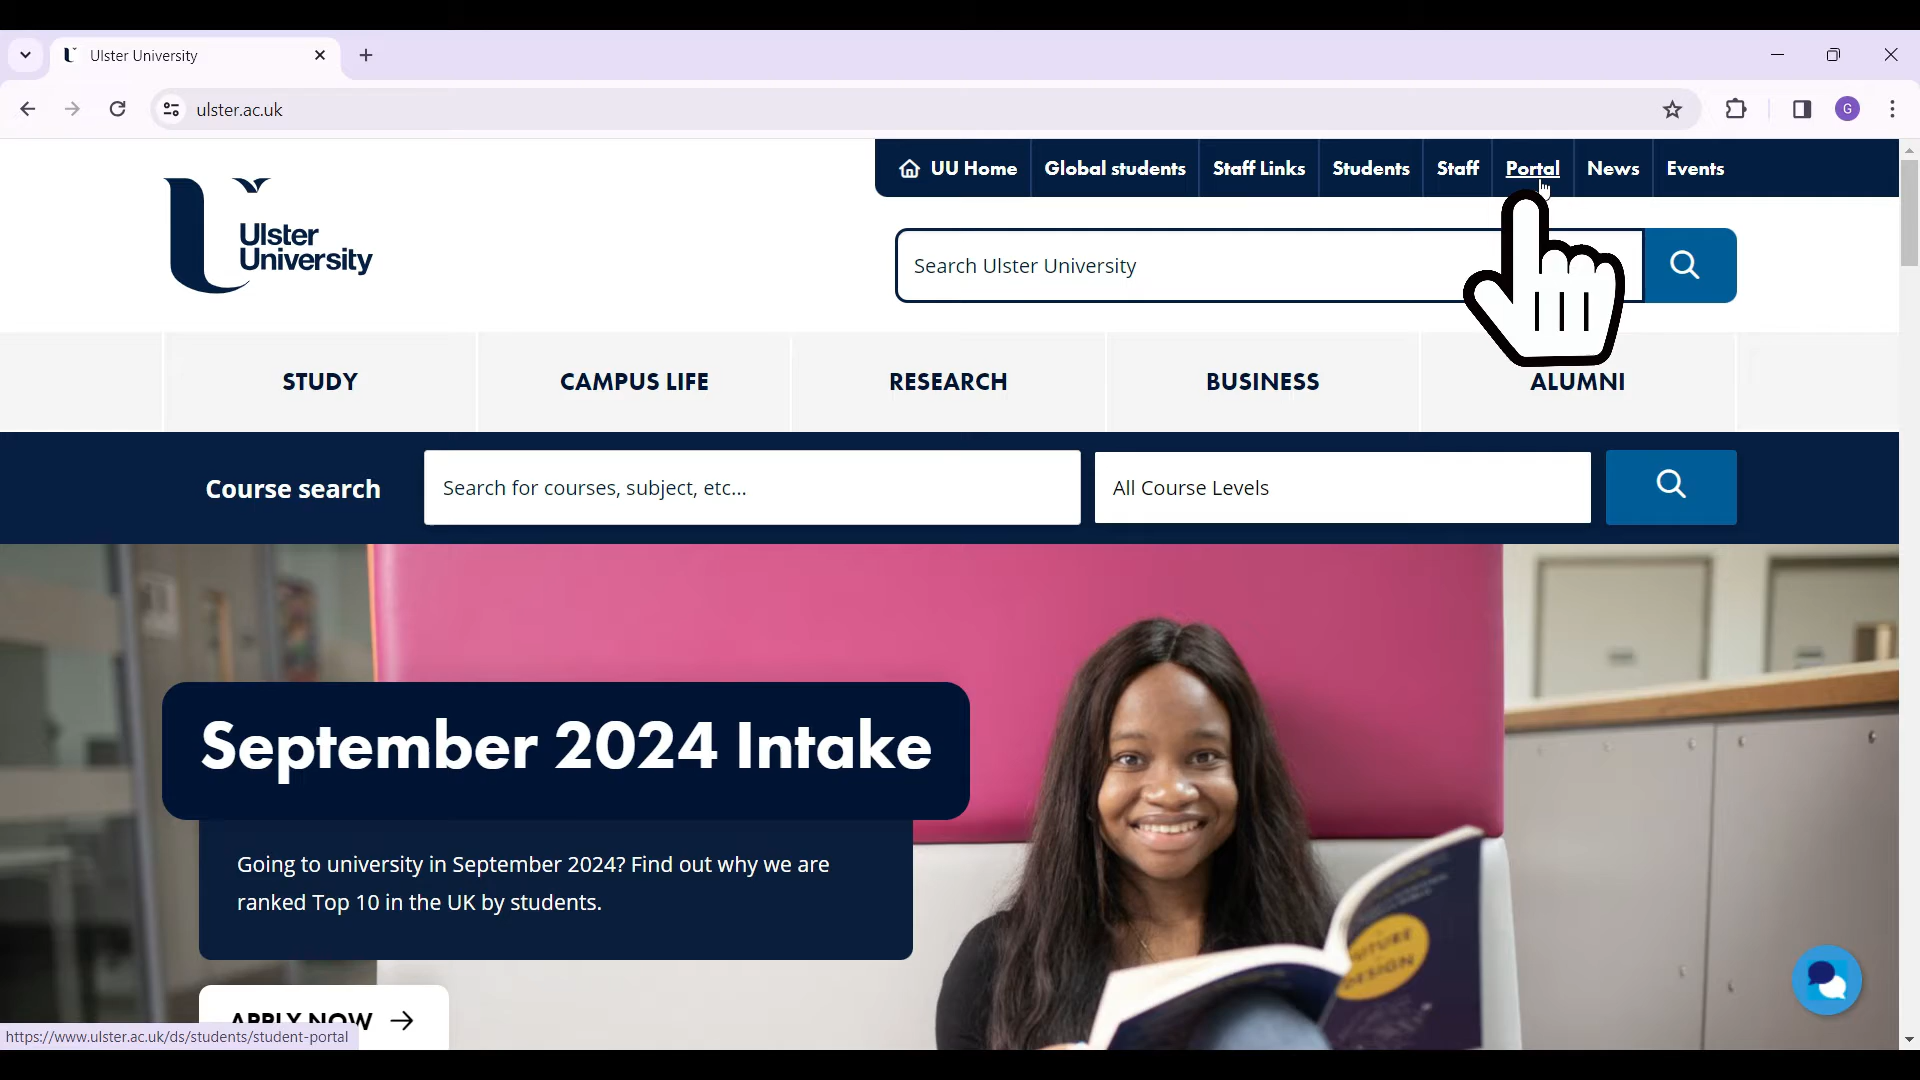 Ulster University
ulster.ac.uk
G
UU Home
Global students
Staff Links
Students
Staff
Portal
News
Events
Ulster
University
Search Ulster University
STUDY
CAMPUS LIFE
RESEARCH
BUSINESS
ALUMNI
Course search
Search for courses, subject, etc...
All Course Levels
September 2024 Intake
Going to university in September 2024? Find out why we are
ranked Top 10 in the UK by students.
DESIGN
APPLY NOW
https://www.ulster.ac.uk/ds/students/student-portal